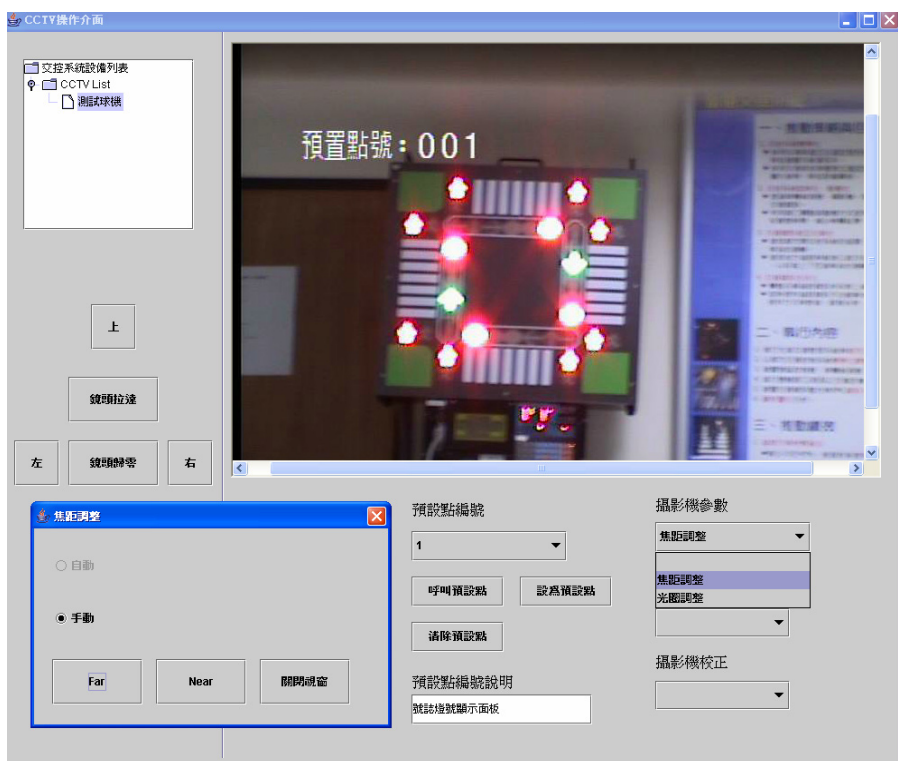 CCTV操作介面
交控系統設備列表
CCTV List
測試球機
預置點號:001
上
鏡頭拉遠
左
鏡頭歸零
右
焦距調整
自動
手動
Far
Near
關閉視窗
預設點編號
1
呼叫預設點
設為預設點
清除預設點
預設點編號說明
號誌燈號顯示面板
攝影機參數
焦距調整
焦距調整
光圈調整
攝影機校正